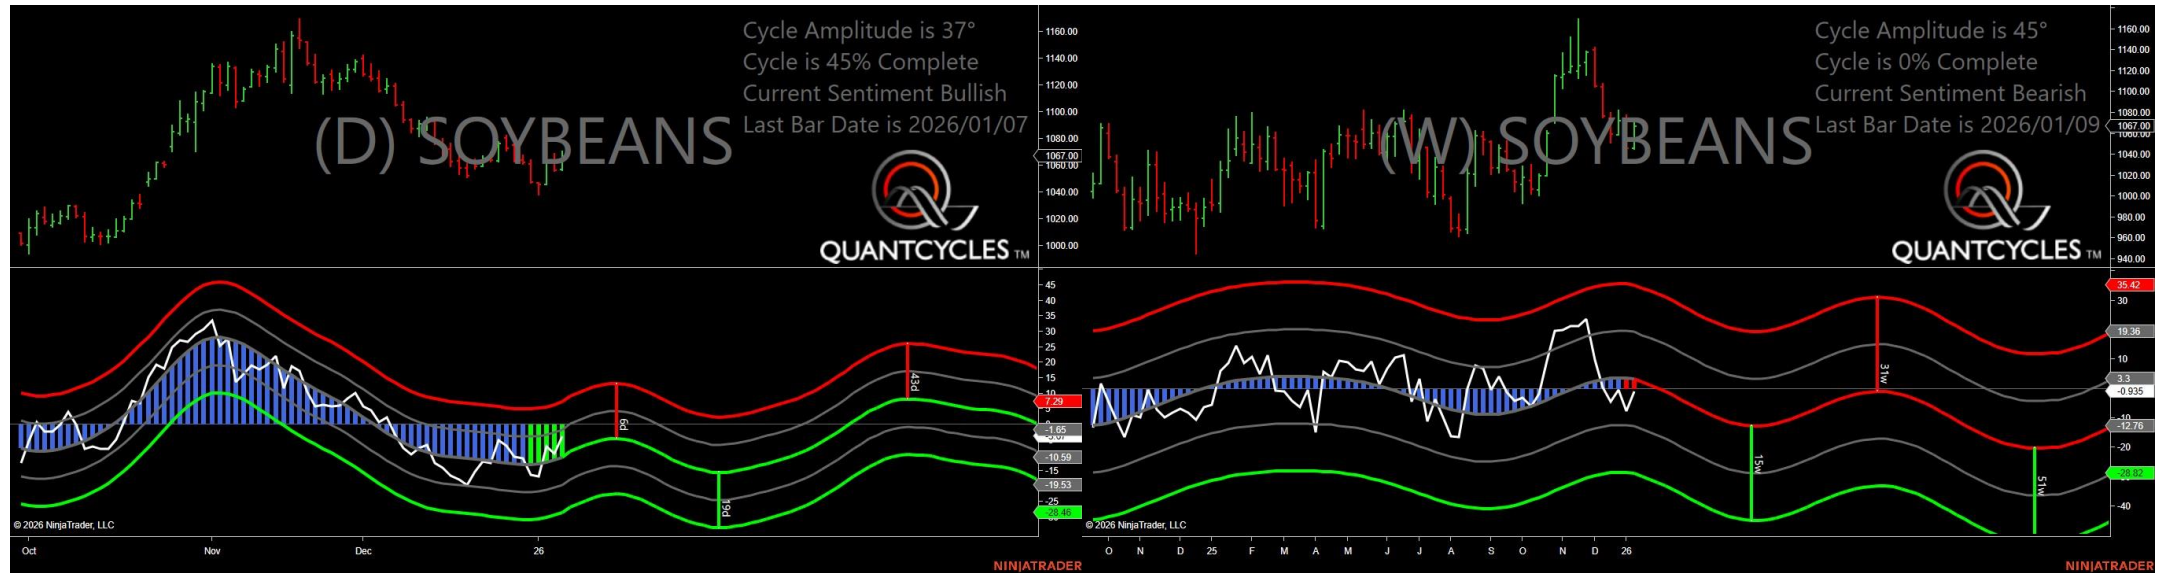 Cycle Amplitude is 37°
Cycle is 45% Complete
Current Sentiment Bullish
Last Bar Date is 2026/01/07
(D) SOYBEANS
QUANTCYCLES TM
1160.00
1140.00
1120.00
1100.00
1080.00
1067.00
1060.00
1040.00
1020.00
1000.00
45
40
35
30
25
20
15
7.29
-1.65
-10.59
-15
-19.53
-25
-28.46
6d
19d
43d
© 2026 NinjaTrader, LLC
Oct
Nov
Dec
26
NINJATRADER
Cycle Amplitude is 45°
Cycle is 0% Complete
Current Sentiment Bearish
Last Bar Date is 2026/01/09
(W) SOYBEANS
QUANTCYCLES TM
1160.00
1140.00
1120.00
1100.00
1080.00
1067.00
1040.00
1020.00
1000.00
980.00
960.00
940.00
35.42
30
19.36
10
3.3
-0.935
-10
-12.76
-20
-28.82
-40
15w
31w
51w
© 2026 NinjaTrader, LLC
O N D 25 F M A M J J A S O N D 26
NINJATRADER